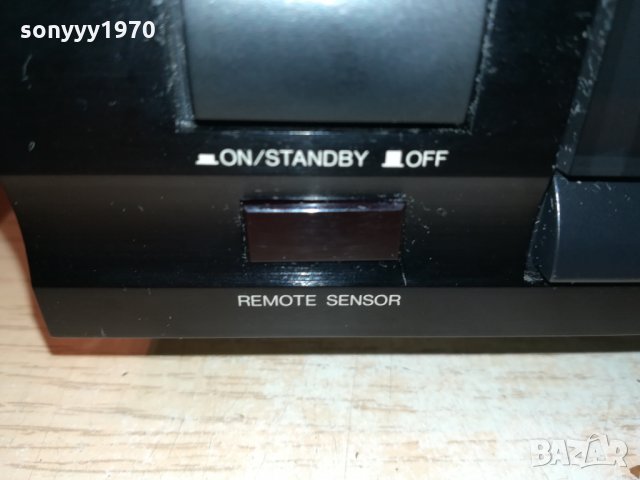 sonyyy1970
ON/STANDBY OFF
REMOTE SENSOR
BAZAR